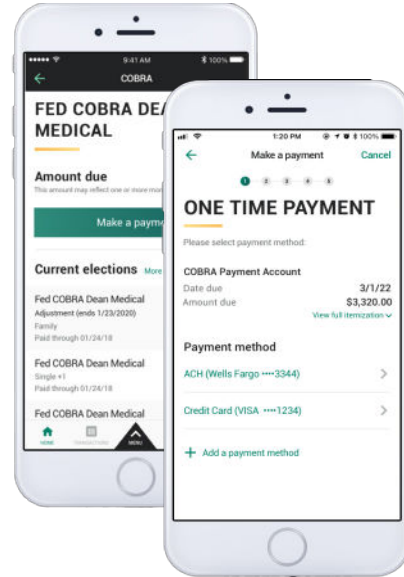 9:41 AM
100%
COBRA
FED COBRA DEA
MEDICAL
Amount due
This amount may reflect one or more mon
Make a payme
Current elections
More
Fed COBRA Dean Medical
Adjustment (ends 1/23/2020)
Family
Paid through 01/24/18
Fed COBRA Dean Medical
Single +1
Paid through 01/24/18
Fed COBRA Dean Medical
HOME
TRANSACTIONS
MENU
1:20 PM
100%
Make a payment
Cancel
1 2 3 4 5
ONE TIME PAYMENT
Please select payment method:
COBRA Payment Account
Date due 3/1/22
Amount due $3,320.00
View full itemization
Payment method
ACH (Wells Fargo ••••3344)
Credit Card (VISA ••••1234)
+ Add a payment method